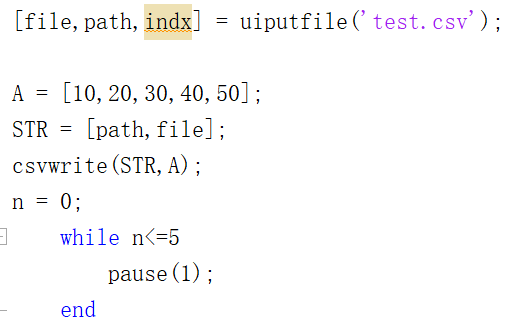 [file,path,indx] = uiputfile('test.csv');
A = [10,20,30,40,50];
STR = [path,file];
csvwrite(STR,A);
n = 0;
while n<=5
pause(1);
end